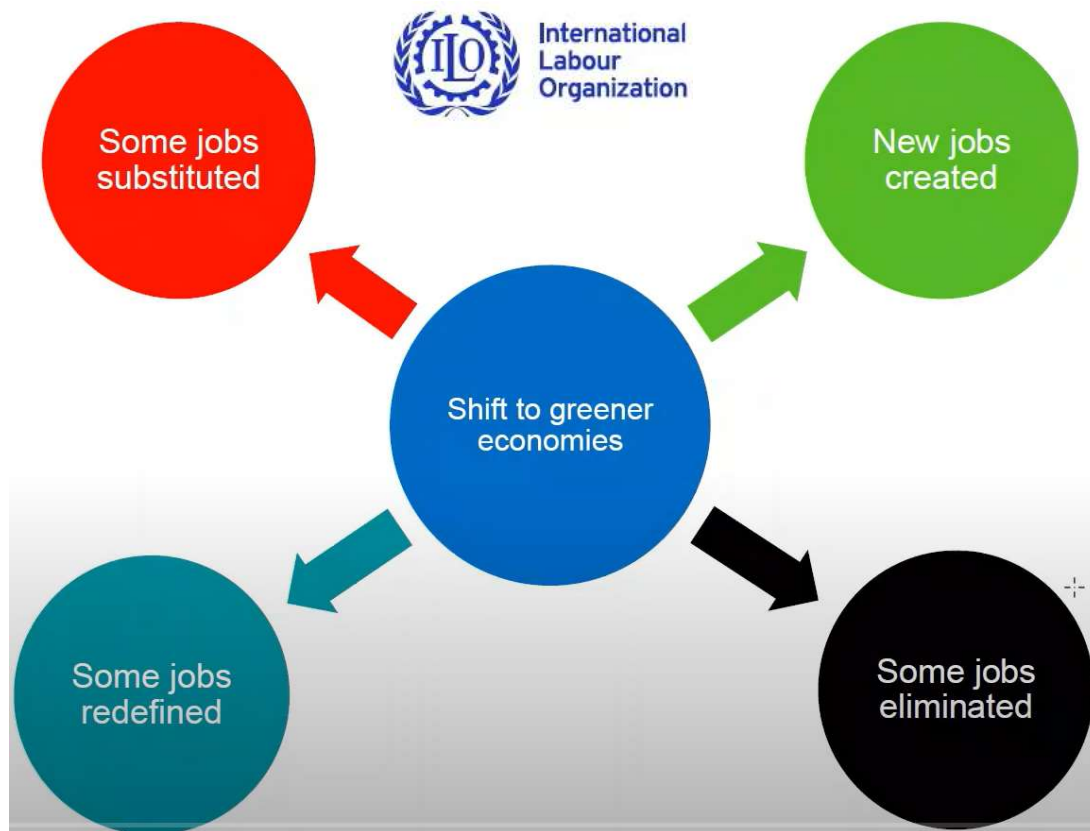 ILO
International
Labour
Organization
Some jobs
substituted
New jobs
created
Shift to greener
economies
Some jobs
redefined
Some jobs
eliminated